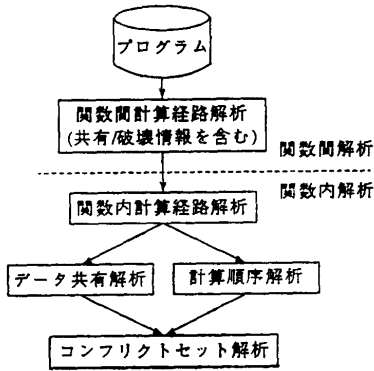 プログラム
関数間計算経路解析
(共有/破壊情報を含む)
関数間解析
関数内解析
関数内計算経路解析
データ共有解析
計算順序解析
コンフリクトセット解析